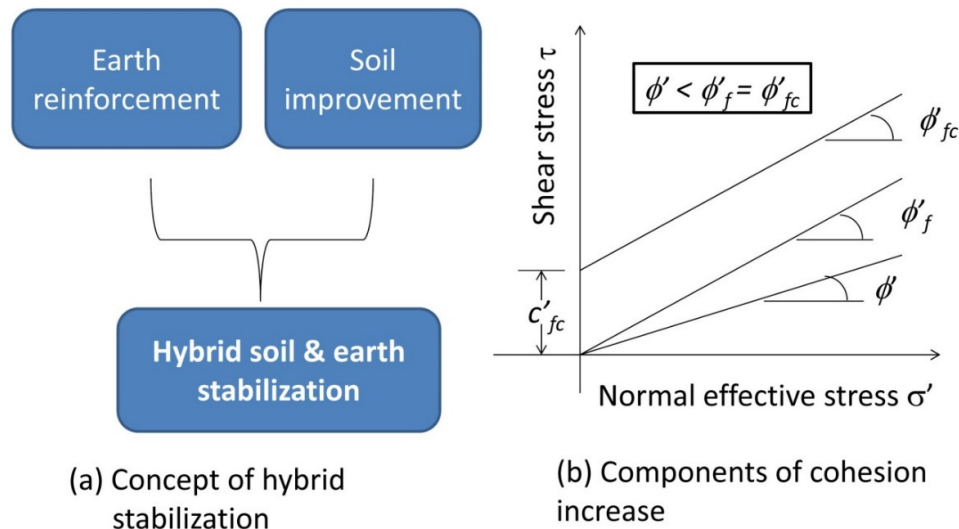 Earth
reinforcement
Soil
improvement
Hybrid soil & earth
stabilization
(a) Concept of hybrid
stabilization
Shear stress τ
ϕ' < ϕ'f = ϕ'fc
ϕ'fc
ϕ'f
ϕ'
c'fc
Normal effective stress σ'
(b) Components of cohesion
increase